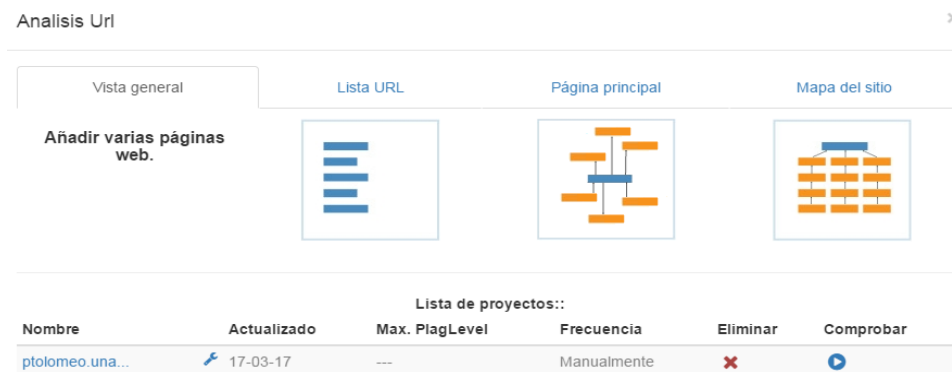 Analisis Url
Vista general Lista URL Página principal Mapa del sitio
Añadir varias páginas
web.
Lista de proyectos::
Nombre Actualizado Max. PlagLevel Frecuencia Eliminar Comprobar
ptolomeo.una... 17-03-17 --- Manualmente